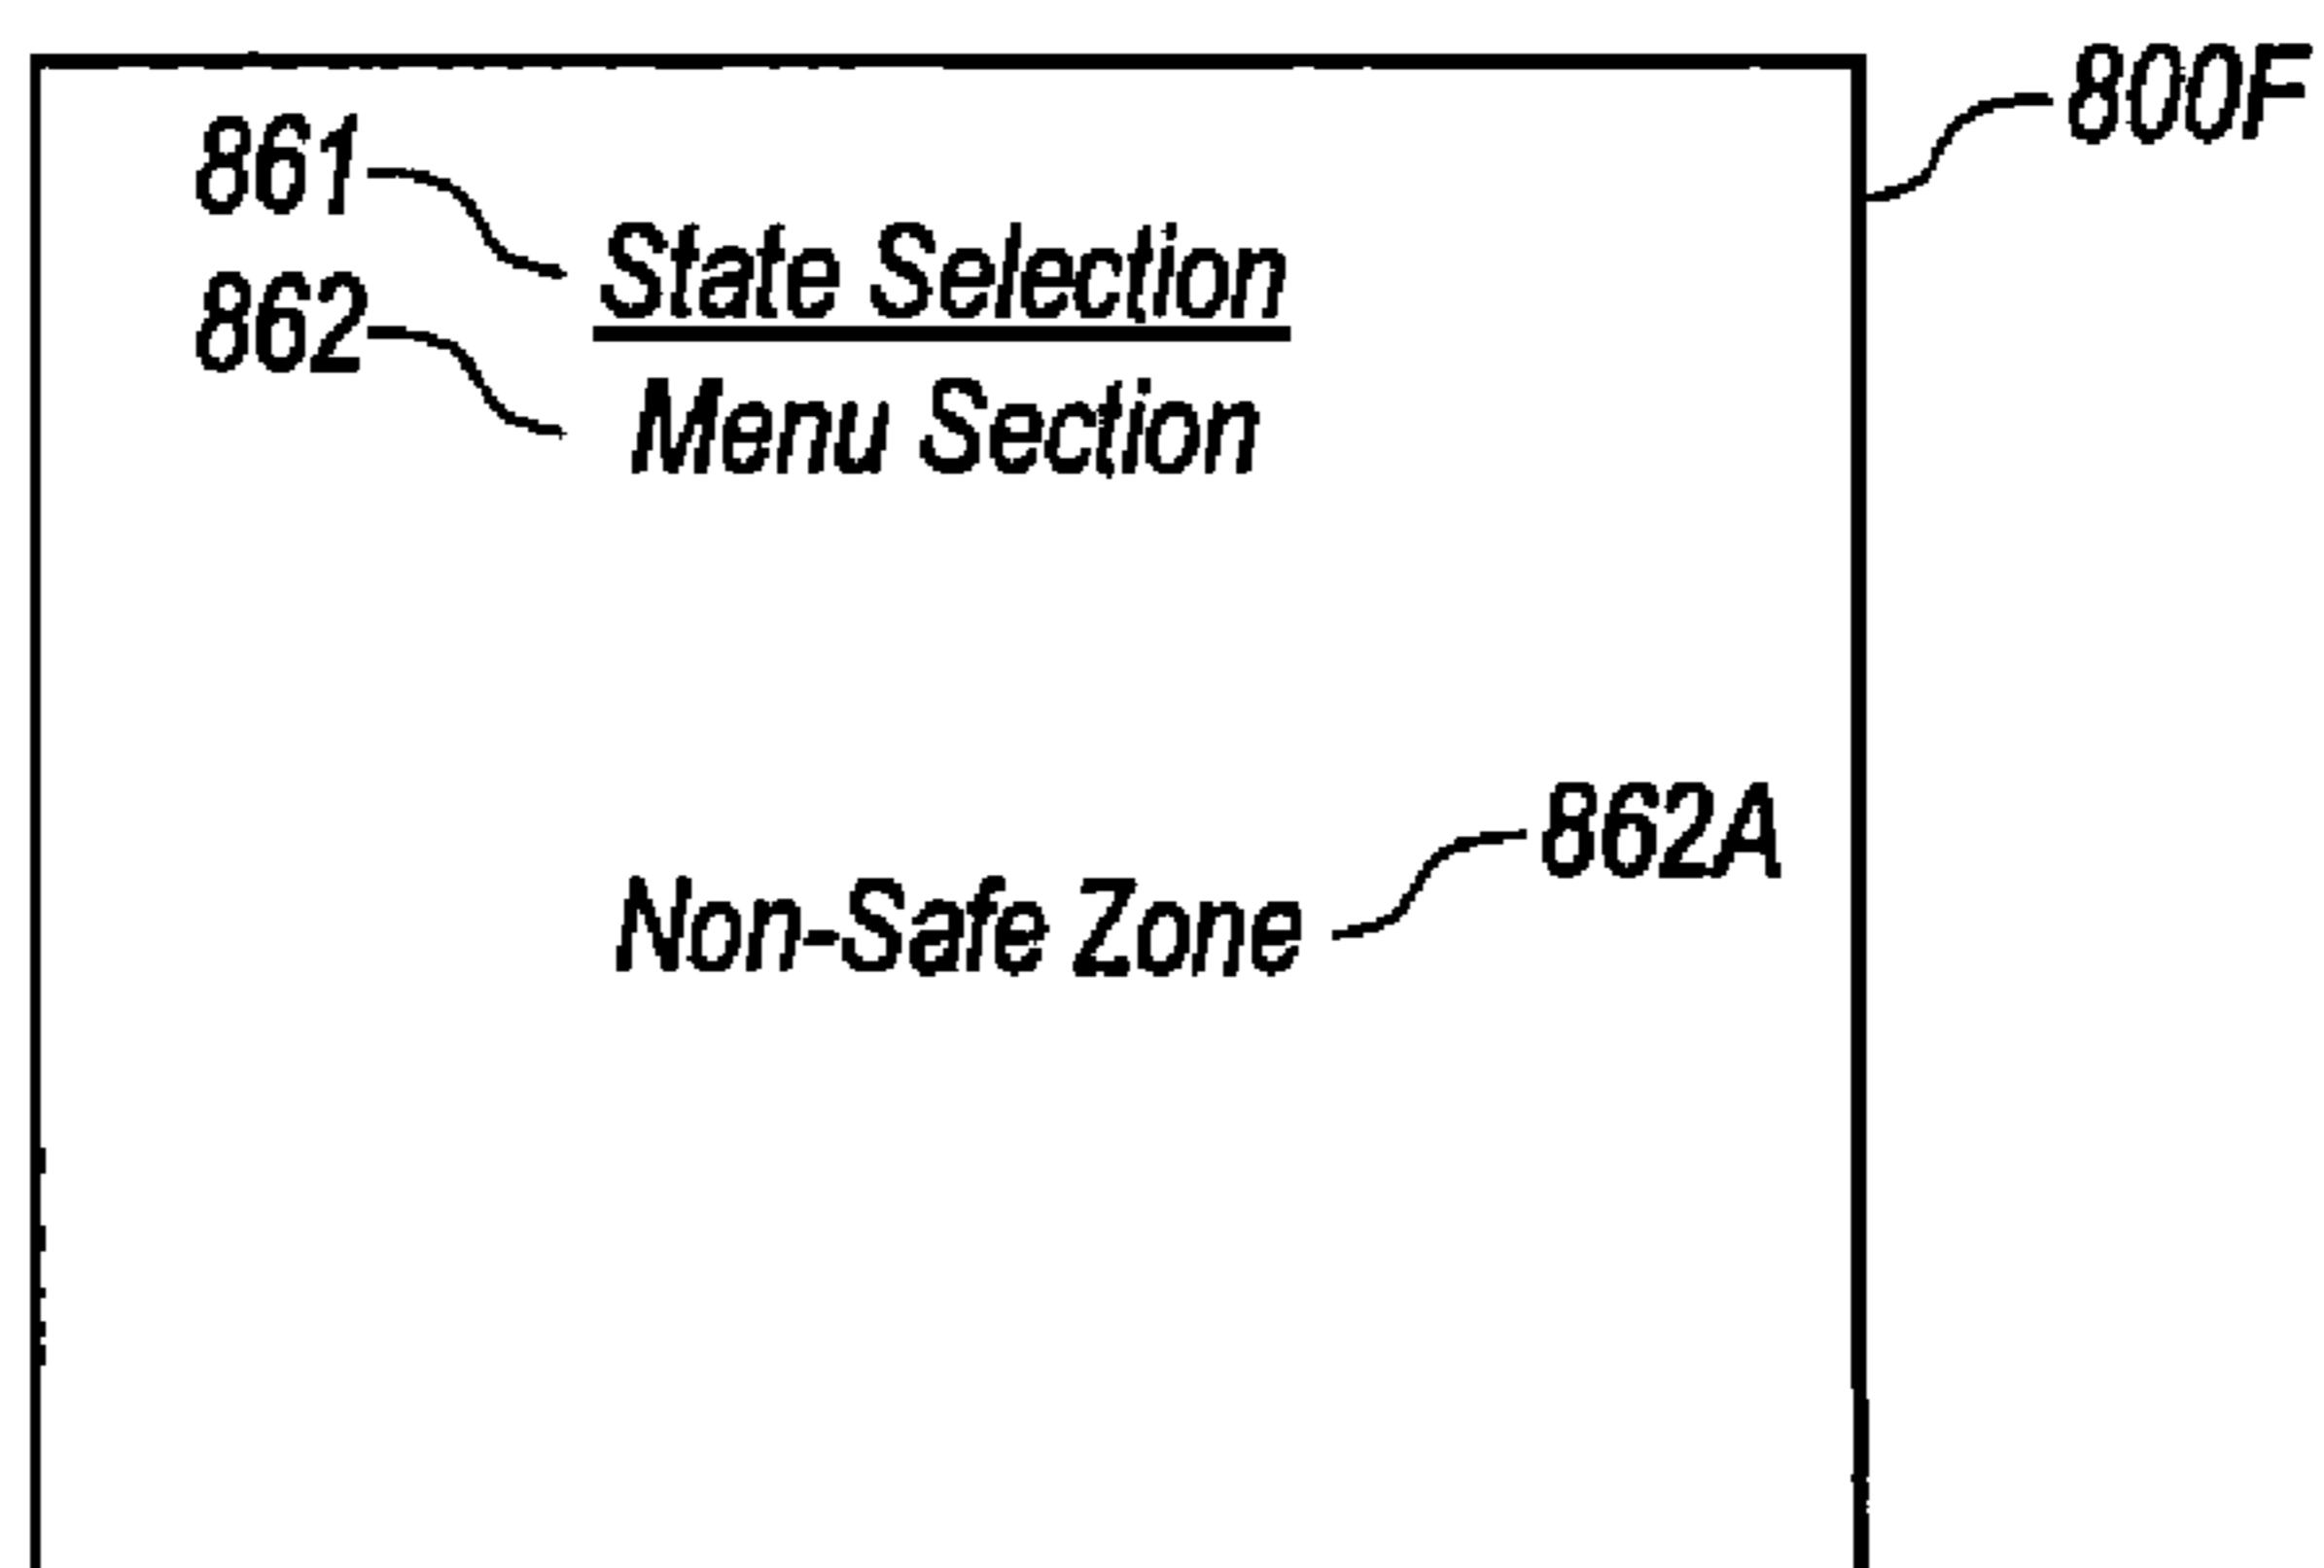 800F
861
State Selection
862
Menu Section
862A
Non-Safe Zone